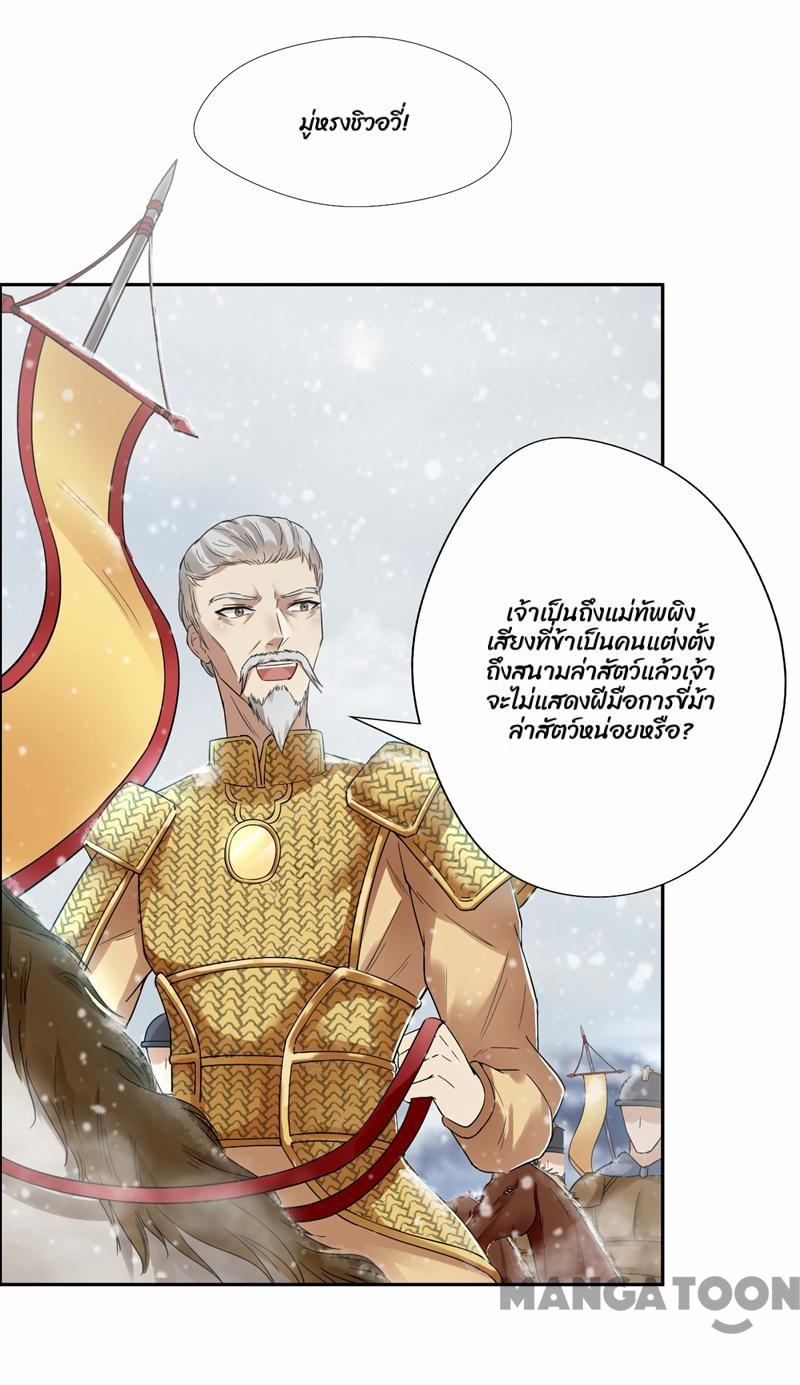 มู่หรงชิวอวี่!
เจ้าเป็นถึงแม่ทัพผิง
เสียงที่ข้าเป็นคนแต่งตั้ง
ถึงสนามล่าสัตว์แล้วเจ้า
จะไม่แสดงฝีมือการขี่ม้า
ล่าสัตว์หน่อยหรือ?
MANGATOON